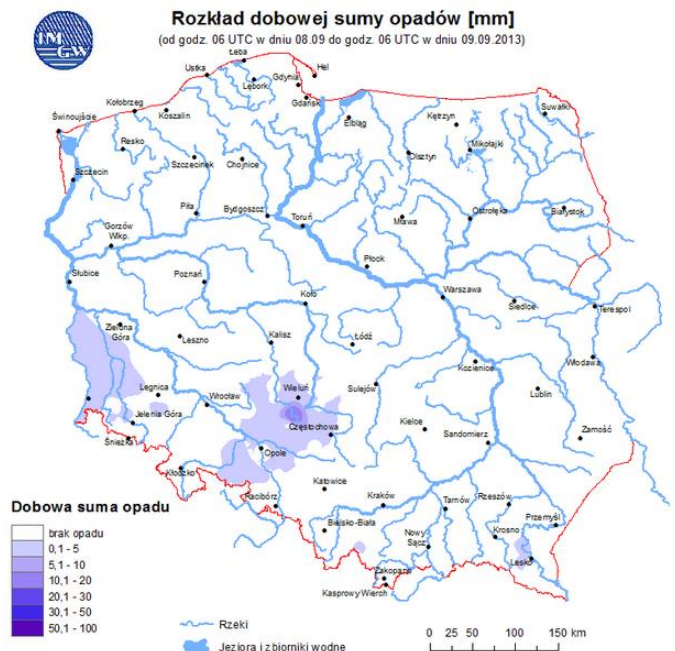 IM
GW
Rozkład dobowej sumy opadów [mm]
(od godz. 06 UTC w dniu 08.09 do godz. 06 UTC w dniu 09.09.2013)
Łeba
Ustka
Hel
Gdynia
Lębork
Gdańsk
Kołobrzeg
Koszalin
Suwałki
Świnoujście
Elbląg
Kętrzyn
Resko
Szczecinek
Chojnice
Olsztyn
Mikołajki
Szczecin
Piła
Bydgoszcz
Toruń
Mława
Ostrołęka
Białystok
Gorzów
Wlkp.
Płock
Słubice
Poznań
Koło
Warszawa
Siedlce
Terespol
Zielona
Góra
Leszno
Kalisz
Łódź
Kozienice
Włodawa
Legnica
Wrocław
Wieluń
Sulejów
Lublin
Jelenia Góra
Częstochowa
Kielce
Sandomierz
Zamość
Śnieżka
Opole
Kłodzko
Katowice
Racibórz
Kraków
Tarnów
Rzeszów
Przemyśl
Bielsko-Biała
Nowy
Sącz
Krosno
Lesko
Zakopane
Kasprowy Wierch
Dobowa suma opadu
brak opadu
0,1 - 5
5,1 - 10
10,1 - 20
20,1 - 30
30,1 - 50
50,1 - 100
Rzeki
Jeziora i zbiorniki wodne
0 25 50 100 150 km